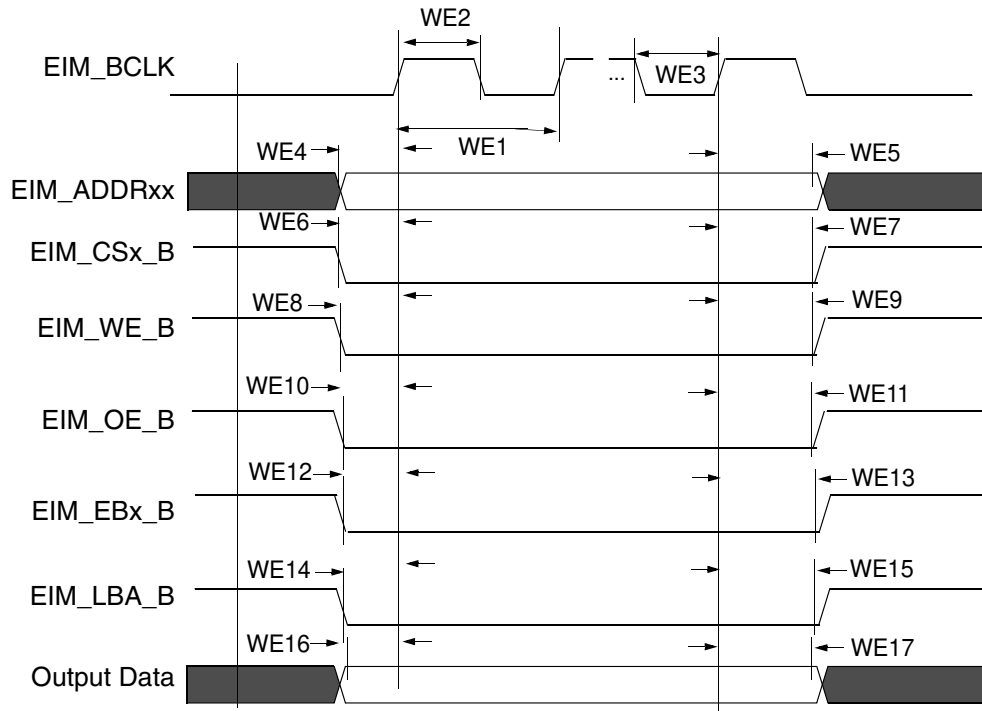 WE2
EIM_BCLK
...
WE3
WE1
WE4
WE5
EIM_ADDRxx
WE6
WE7
EIM_CSx_B
WE8
WE9
EIM_WE_B
WE10
WE11
EIM_OE_B
WE12
WE13
EIM_EBx_B
WE14
WE15
EIM_LBA_B
WE16
WE17
Output Data